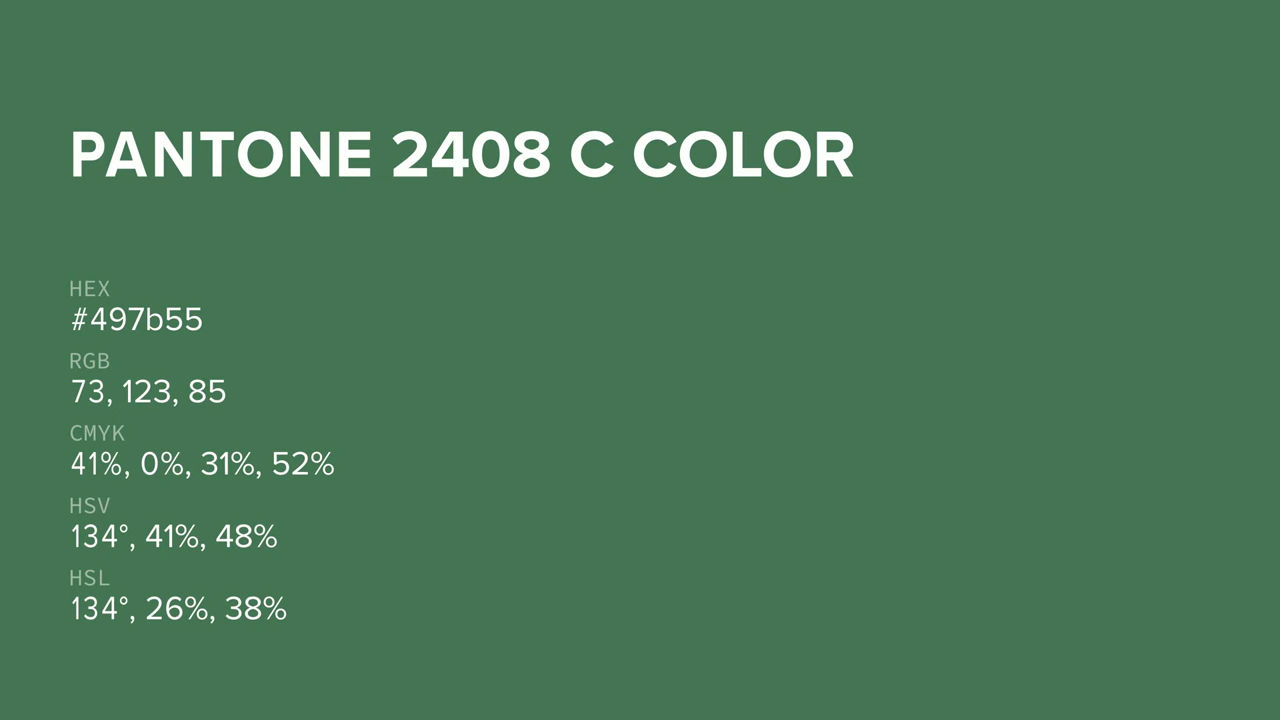 PANTONE 2408 C COLOR
HEX
#497b55
RGB
73, 123, 85
CMYK
41%, 0%, 31%, 52%
HSV
134°, 41%, 48%
HSL
134°, 26%, 38%